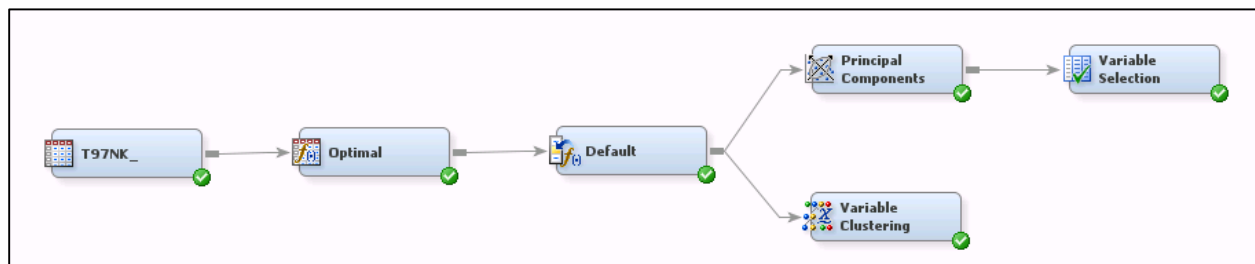 T97NK_
Optimal
Default
Principal
Components
Variable
Selection
Variable
Clustering